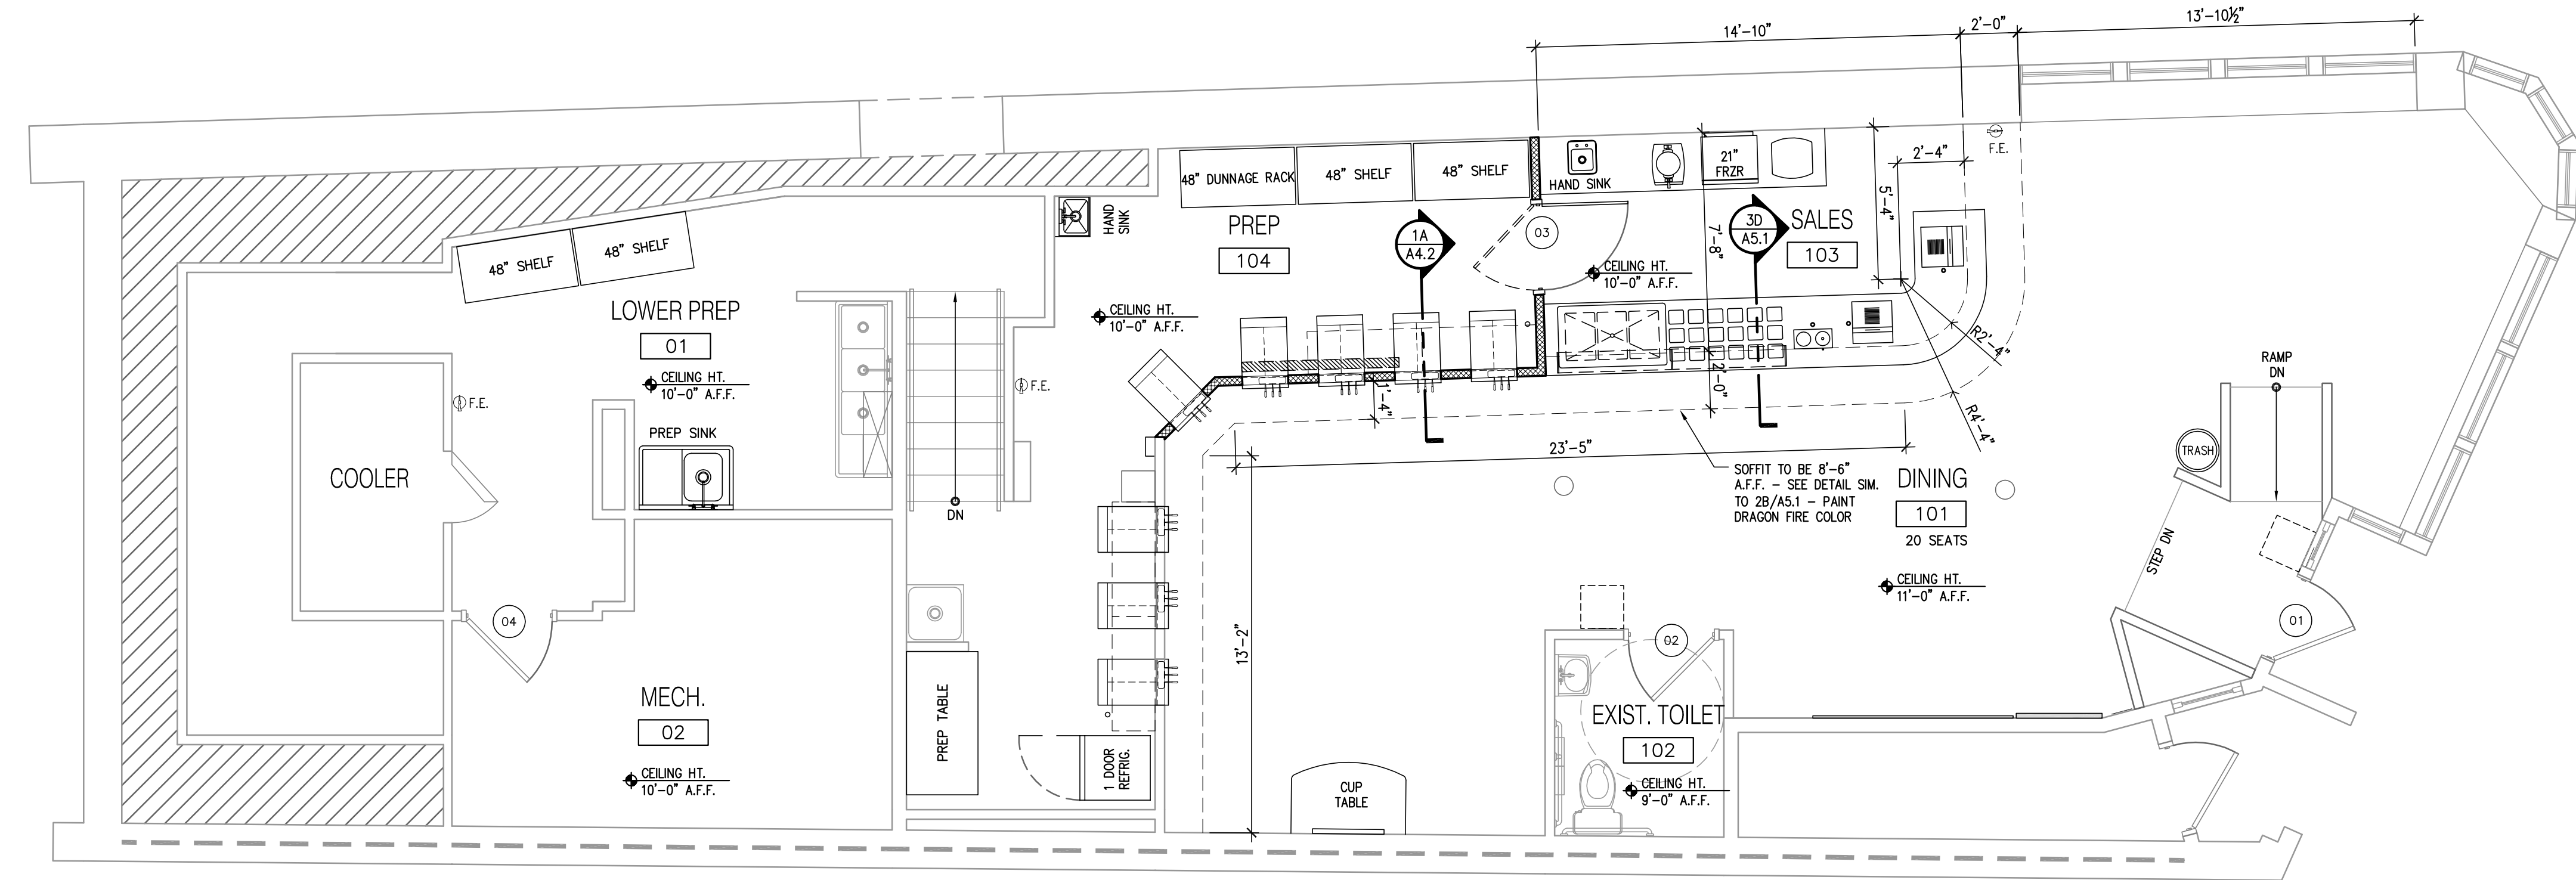 14'-10"
2'-0"
13'-10½"
2'-4"
F.E.
5'-4"
48" DUNNAGE RACK
48" SHELF
48" SHELF
HAND SINK
21"
FRZR
HAND
SINK
PREP
104
1A
A4.2
03
7'-8"
3D
A5.1
SALES
103
CEILING HT.
10'-0" A.F.F.
48" SHELF
48" SHELF
LOWER PREP
01
CEILING HT.
10'-0" A.F.F.
CEILING HT.
10'-0" A.F.F.
R2'-4"
R4'-4"
RAMP
DN
F.E.
F.E.
1'-4"
2'-0"
PREP SINK
COOLER
DN
23'-5"
SOFFIT TO BE 8'-6"
A.F.F. – SEE DETAIL SIM.
TO 2B/A5.1 – PAINT
DRAGON FIRE COLOR
DINING
101
20 SEATS
CEILING HT.
11'-0" A.F.F.
TRASH
STEP DN
04
02
01
13'-2"
MECH.
02
CEILING HT.
10'-0" A.F.F.
PREP TABLE
1 DOOR
REFRIG.
CUP
TABLE
EXIST. TOILET
102
CEILING HT.
9'-0" A.F.F.